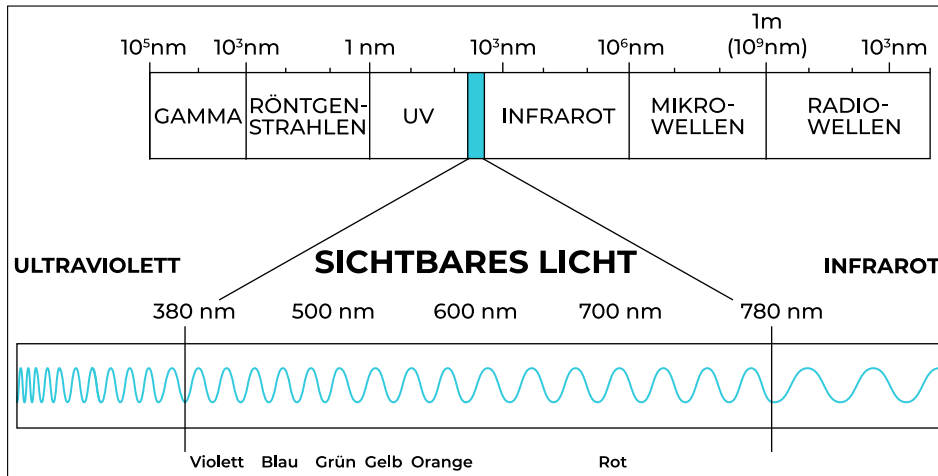 1m
10⁵nm 10³nm 1 nm 10³nm 10⁶nm (10⁹nm) 10³nm
GAMMA RÖNTGEN-STRAHLEN UV INFRAROT MIKRO-WELLEN RADIO-WELLEN
ULTRAVIOLETT SICHTBARES LICHT INFRAROT
380 nm 500 nm 600 nm 700 nm 780 nm
Violett Blau Grün Gelb Orange Rot